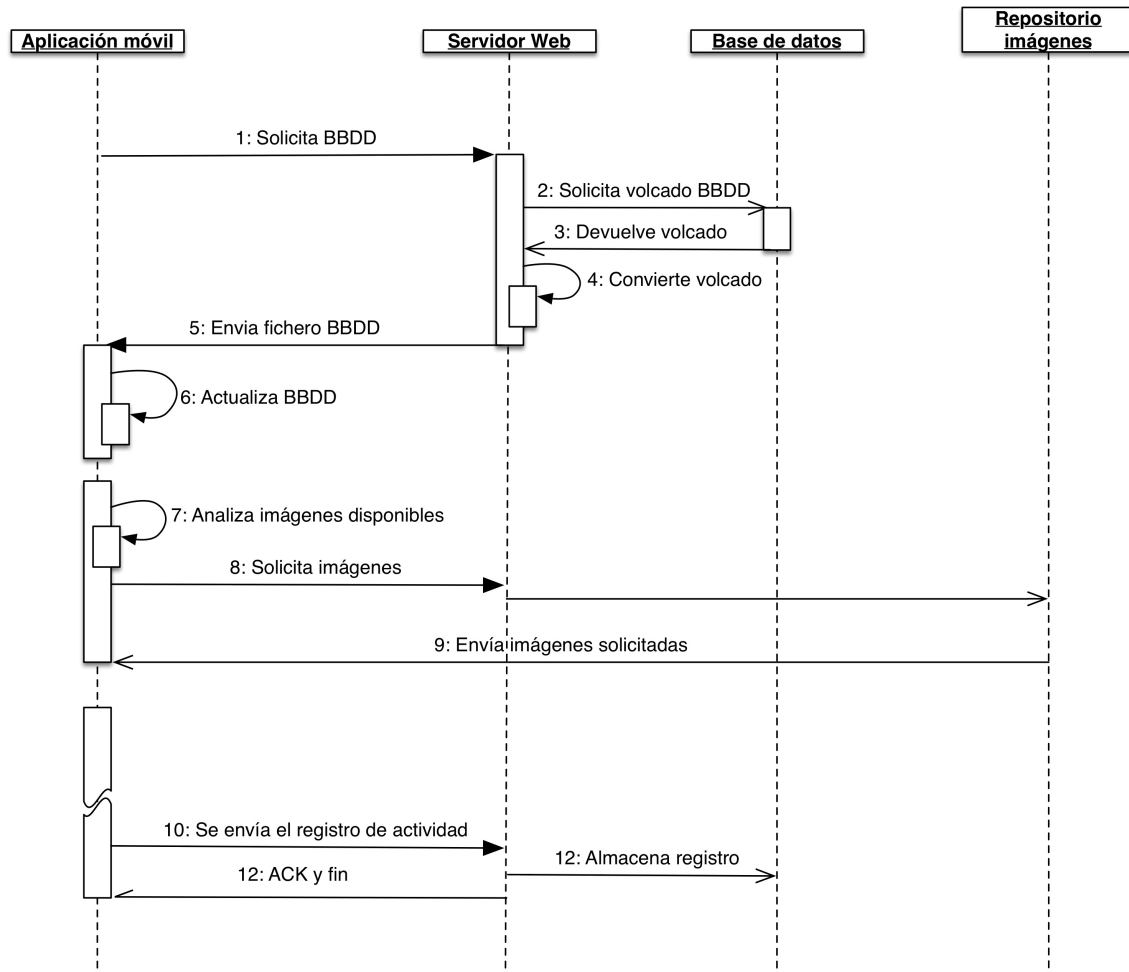 Aplicación móvil
Servidor Web
Base de datos
Repositorio
imágenes
1: Solicita BBDD
2: Solicita volcado BBDD
3: Devuelve volcado
4: Convierte volcado
5: Envia fichero BBDD
6: Actualiza BBDD
7: Analiza imágenes disponibles
8: Solicita imágenes
9: Envía imágenes solicitadas
10: Se envía el registro de actividad
12: Almacena registro
12: ACK y fin